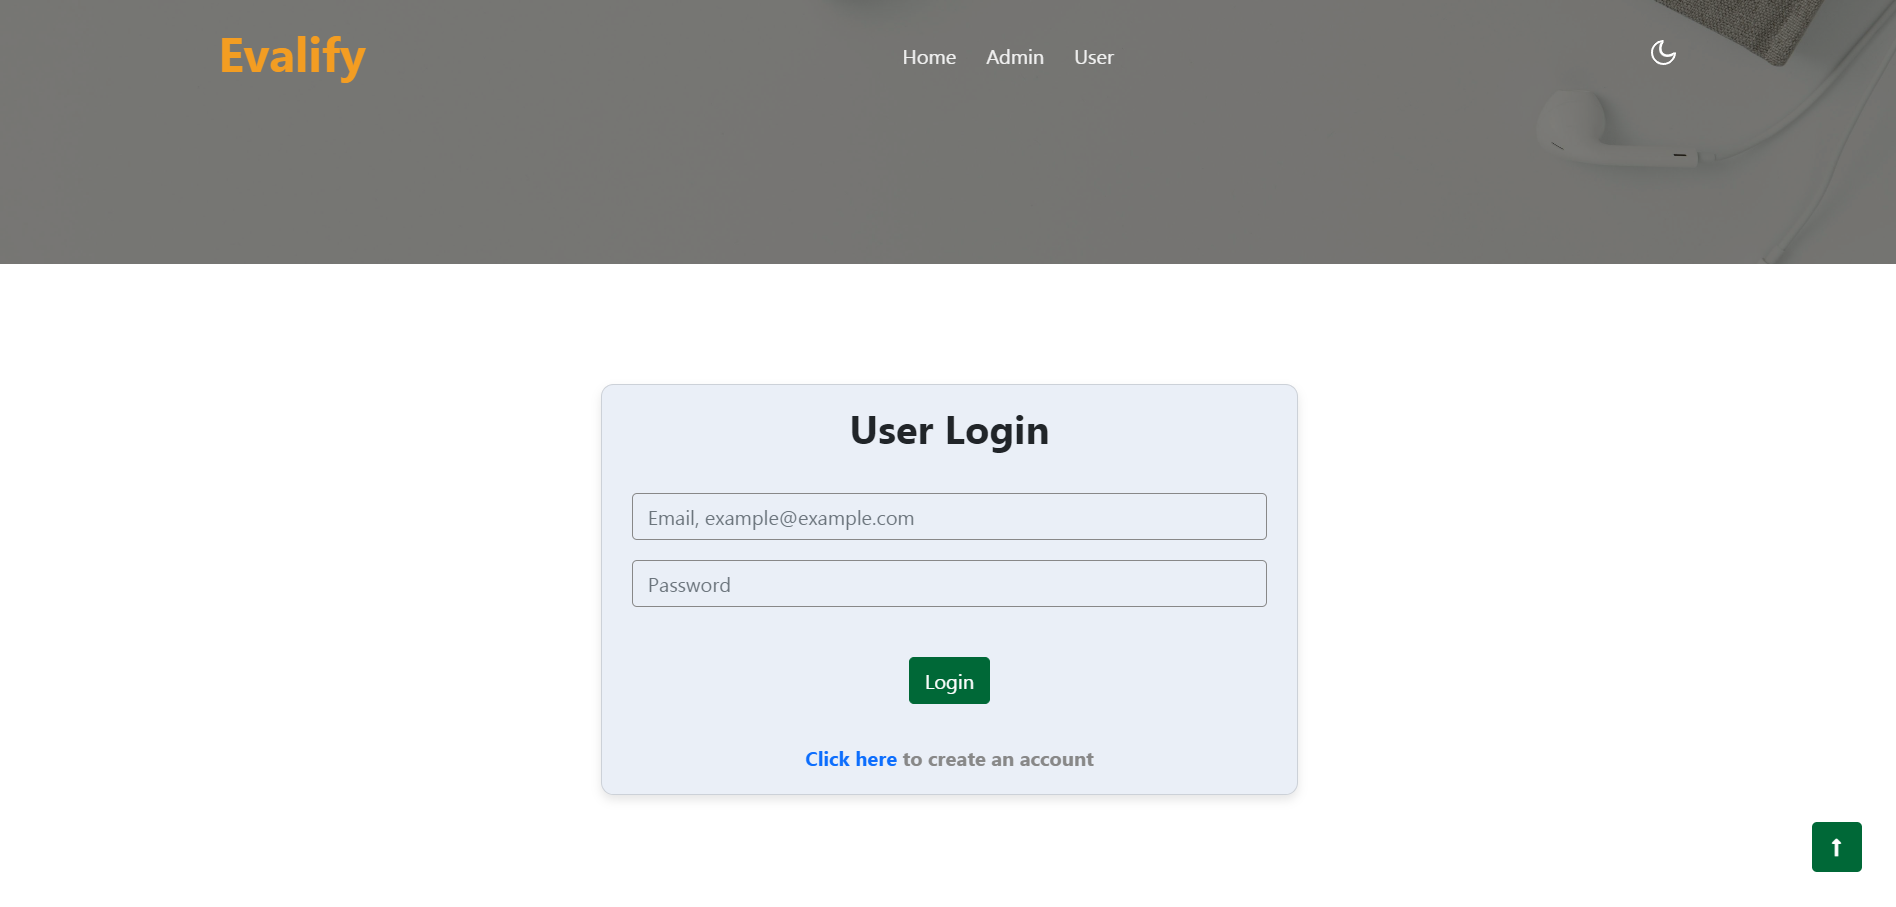 Evalify
Home Admin User
User Login
Email, example@example.com
Password
Login
Click here to create an account